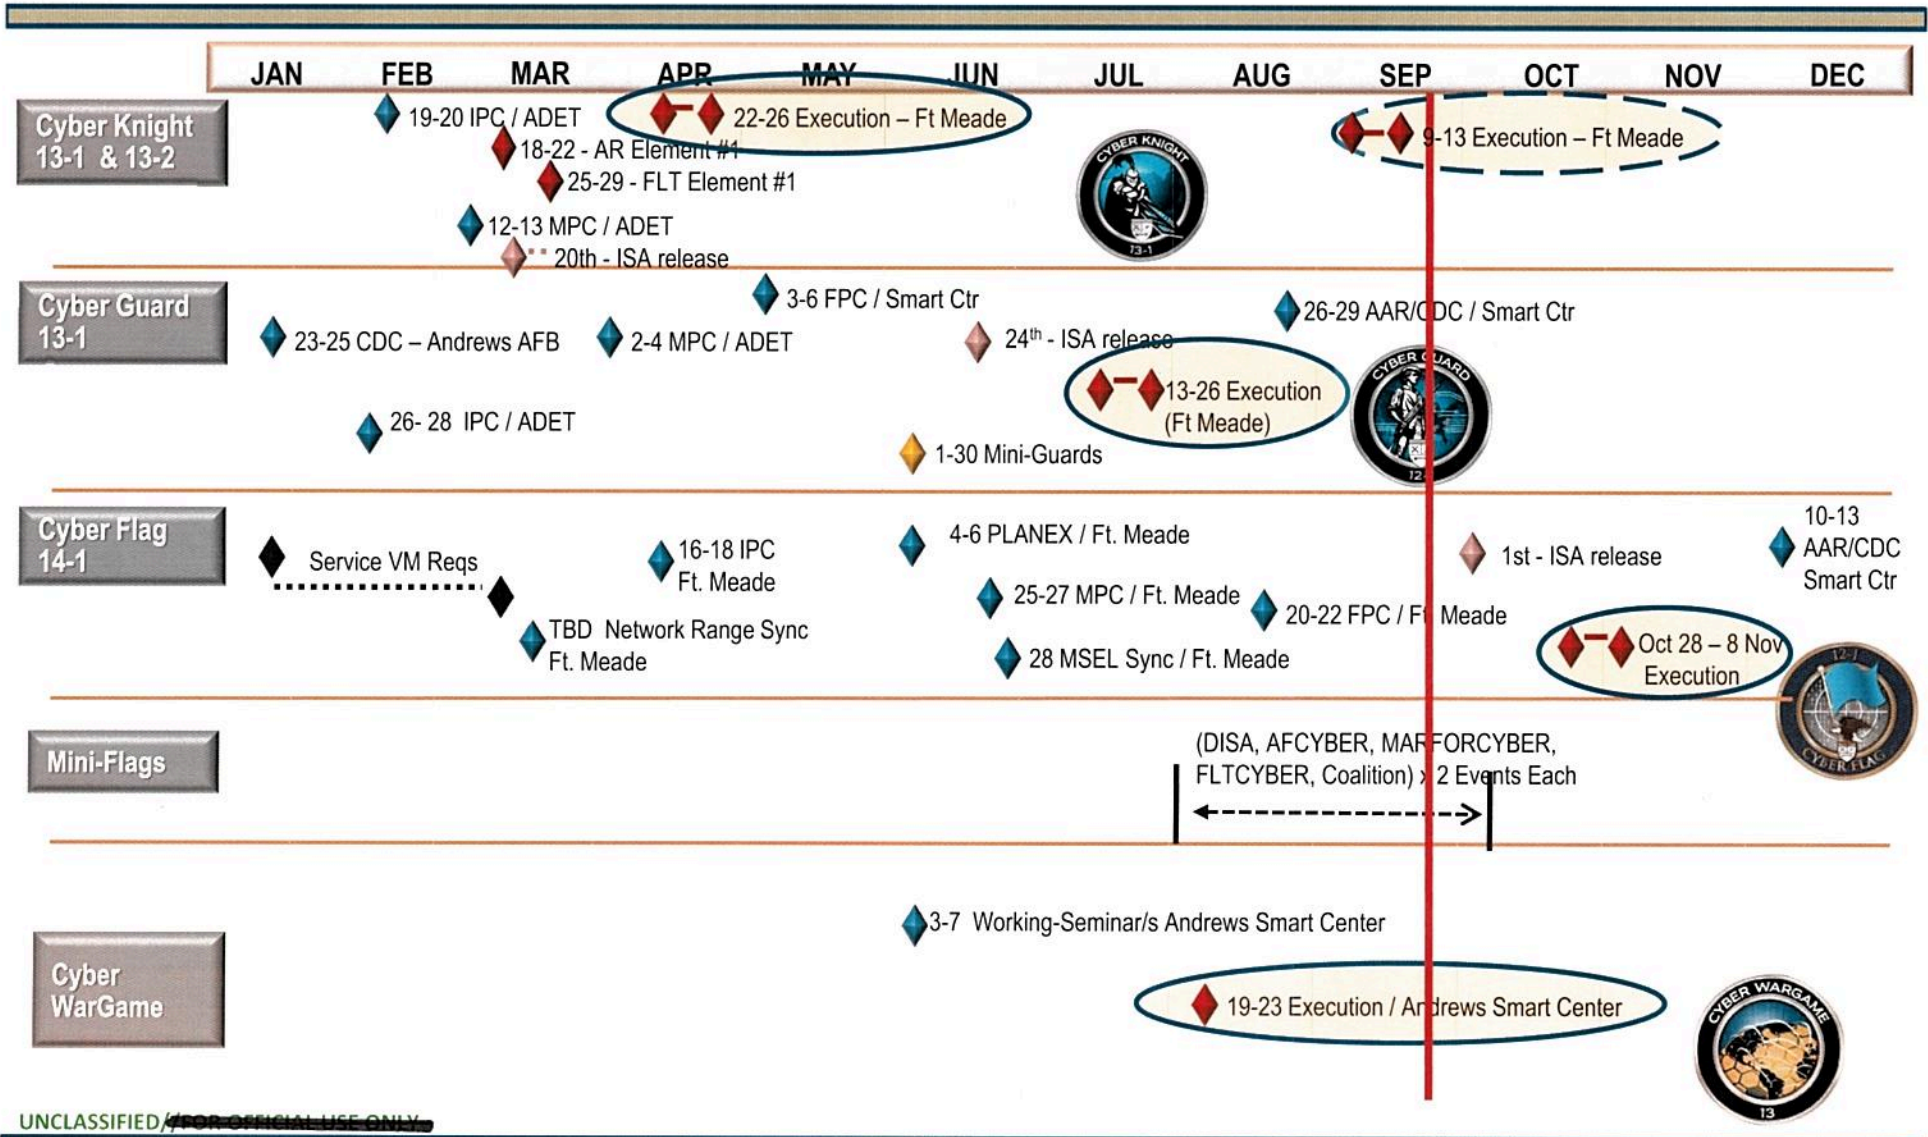 JAN FEB MAR APR MAY JUN JUL AUG SEP OCT NOV DEC
Cyber Knight
13-1 & 13-2
19-20 IPC / ADET
22-26 Execution – Ft Meade
9-13 Execution – Ft Meade
18-22 - AR Element #1
25-29 - FLT Element #1
12-13 MPC / ADET
20th - ISA release
CYBER KNIGHT
13-1
Cyber Guard
13-1
3-6 FPC / Smart Ctr
26-29 AAR/CDC / Smart Ctr
23-25 CDC – Andrews AFB
2-4 MPC / ADET
24th - ISA release
13-26 Execution
(Ft Meade)
26- 28 IPC / ADET
1-30 Mini-Guards
CYBER GUARD
Cyber Flag
14-1
Service VM Reqs
16-18 IPC
Ft. Meade
4-6 PLANEX / Ft. Meade
1st - ISA release
10-13
AAR/CDC
Smart Ctr
25-27 MPC / Ft. Meade
20-22 FPC / Ft Meade
TBD Network Range Sync
Ft. Meade
28 MSEL Sync / Ft. Meade
Oct 28 – 8 Nov
Execution
12-1
CYBER FLAG
Mini-Flags
(DISA, AFCYBER, MARFORCYBER,
FLTCYBER, Coalition) x 2 Events Each
3-7 Working-Seminar/s Andrews Smart Center
Cyber
WarGame
19-23 Execution / Andrews Smart Center
CYBER WARGAME
13
UNCLASSIFIED//FOR OFFICIAL USE ONLY